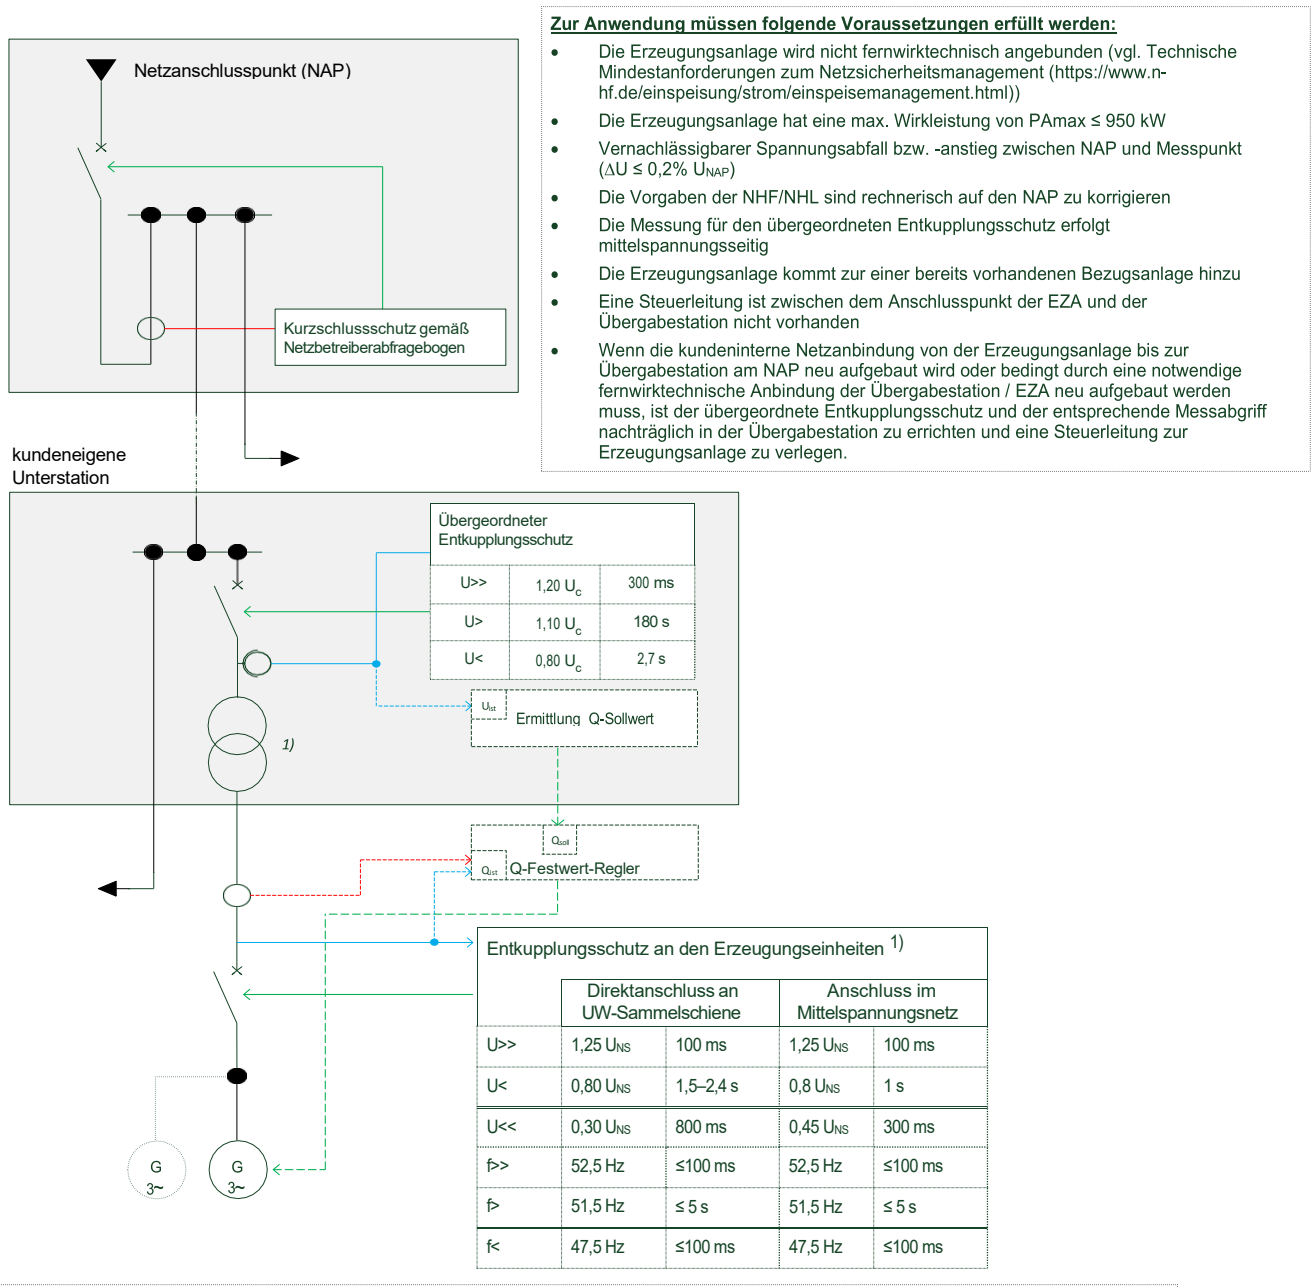 Zur Anwendung müssen folgende Voraussetzungen erfüllt werden:
• Die Erzeugungsanlage wird nicht fernwirktechnisch angebunden (vgl. Technische
Mindestanforderungen zum Netzsicherheitsmanagement (https://www.n-
hf.de/einspeisung/strom/einspeisemanagement.html))
• Die Erzeugungsanlage hat eine max. Wirkleistung von PAmax ≤ 950 kW
• Vernachlässigbarer Spannungsabfall bzw. -anstieg zwischen NAP und Messpunkt
(∆U ≤ 0,2% UNAP)
• Die Vorgaben der NHF/NHL sind rechnerisch auf den NAP zu korrigieren
• Die Messung für den übergeordneten Entkupplungsschutz erfolgt
mittelspannungsseitig
• Die Erzeugungsanlage kommt zur einer bereits vorhandenen Bezugsanlage hinzu
• Eine Steuerleitung ist zwischen dem Anschlusspunkt der EZA und der
Übergabestation nicht vorhanden
• Wenn die kundeninterne Netzanbindung von der Erzeugungsanlage bis zur
Übergabestation am NAP neu aufgebaut wird oder bedingt durch eine notwendige
fernwirktechnische Anbindung der Übergabestation / EZA neu aufgebaut werden
muss, ist der übergeordnete Entkupplungsschutz und der entsprechende Messabgriff
nachträglich in der Übergabestation zu errichten und eine Steuerleitung zur
Erzeugungsanlage zu verlegen.
Netzanschlusspunkt (NAP)
Kurzschlussschutz gemäß
Netzbetreiberabfragebogen
kundeneigene
Unterstation
Übergeordneter
Entkupplungsschutz
U>> 1,20 Uc 300 ms
U> 1,10 Uc 180 s
U< 0,80 Uc 2,7 s
Uist
Ermittlung Q-Sollwert
1)
Qsoll
Qist Q-Festwert-Regler
Entkupplungsschutz an den Erzeugungseinheiten 1)
Direktanschluss an
UW-Sammelschiene
Anschluss im
Mittelspannungsnetz
U>> 1,25 UNS 100 ms 1,25 UNS 100 ms
U< 0,80 UNS 1,5–2,4 s 0,8 UNS 1 s
U<< 0,30 UNS 800 ms 0,45 UNS 300 ms
f>> 52,5 Hz ≤100 ms 52,5 Hz ≤100 ms
f> 51,5 Hz ≤ 5 s 51,5 Hz ≤ 5 s
f< 47,5 Hz ≤100 ms 47,5 Hz ≤100 ms
G
3~
G
3~